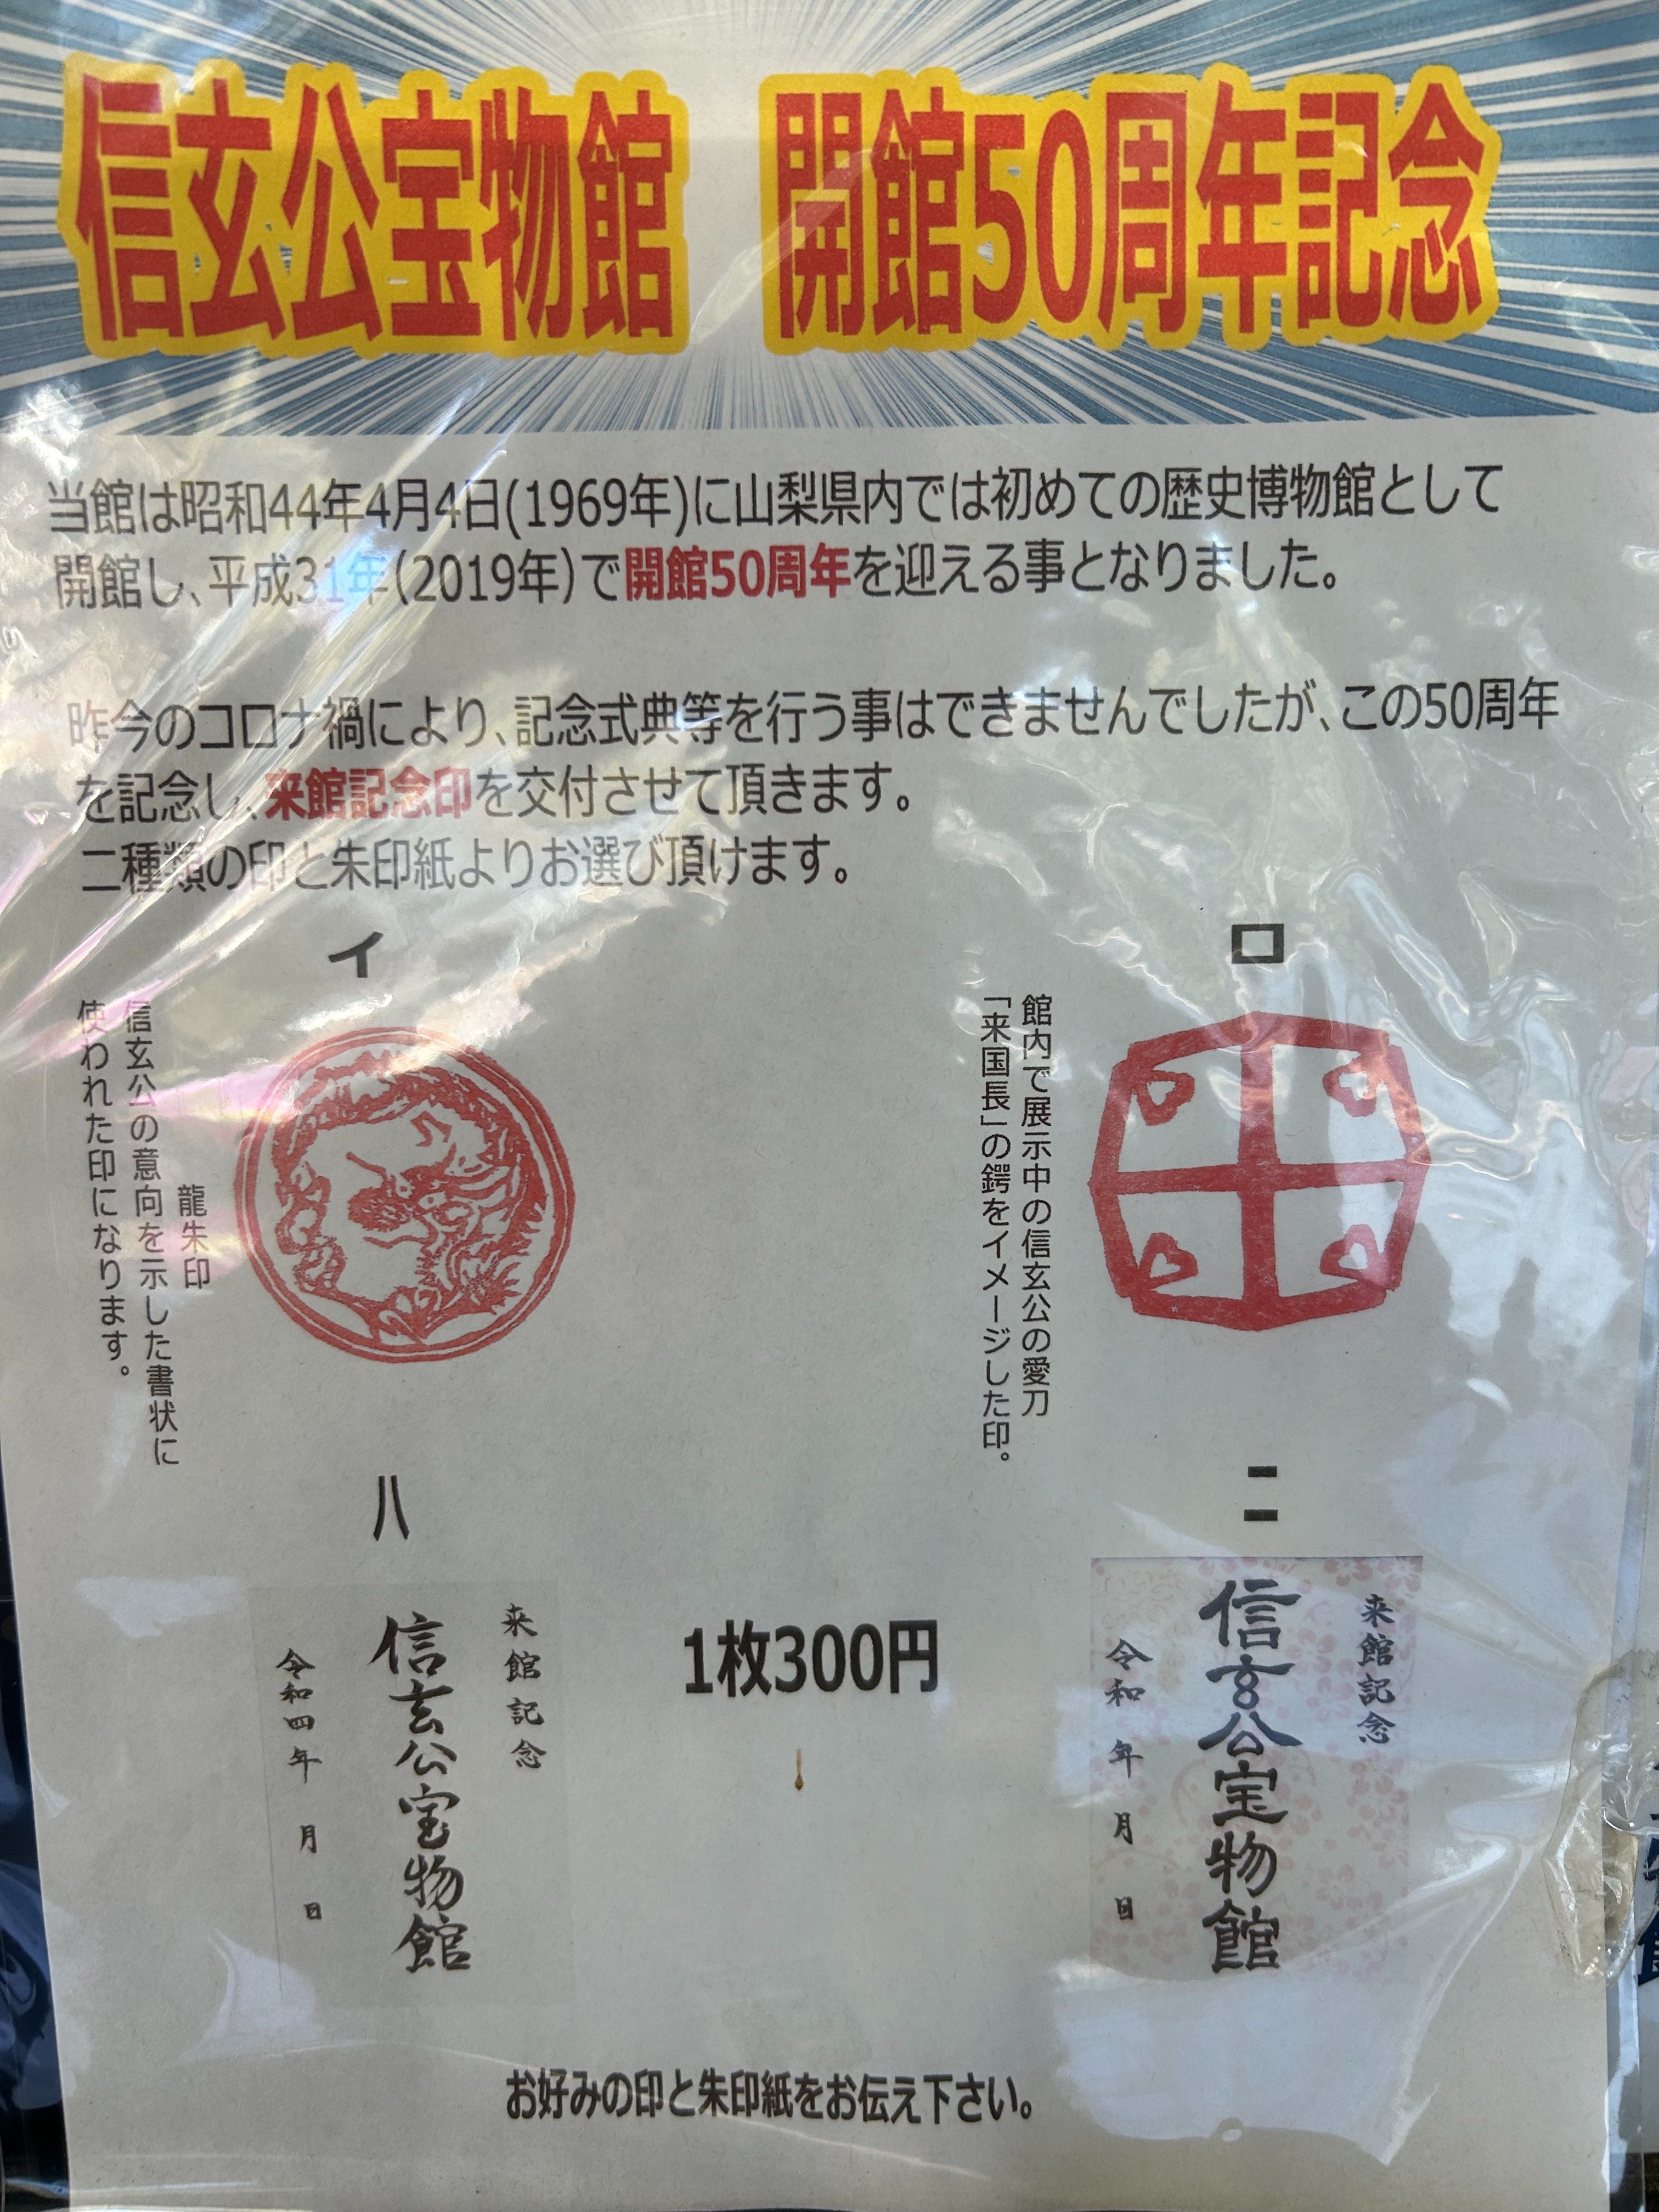 信玄公宝物館　開館50周年記念
当館は昭和44年4月4日(1969年)に山梨県内では初めての歴史博物館として
開館し、平成31年(2019年)で開館50周年を迎える事となりました。
昨今のコロナ禍により、記念式典等を行う事はできませんでしたが、この50周年
を記念し、来館記念印を交付させて頂きます。
二種類の印と朱印紙よりお選び頂けます。
イ
龍朱印
信玄公の意向を示した書状に
使われた印になります。
ロ
館内で展示中の信玄公の愛刀
「来国長」の鍔をイメージした印。
ハ
来館記念
信玄公宝物館
令和四年　月　日
1枚300円
ニ
来館記念
信玄公宝物館
令和　年　月　日
お好みの印と朱印紙をお伝え下さい。